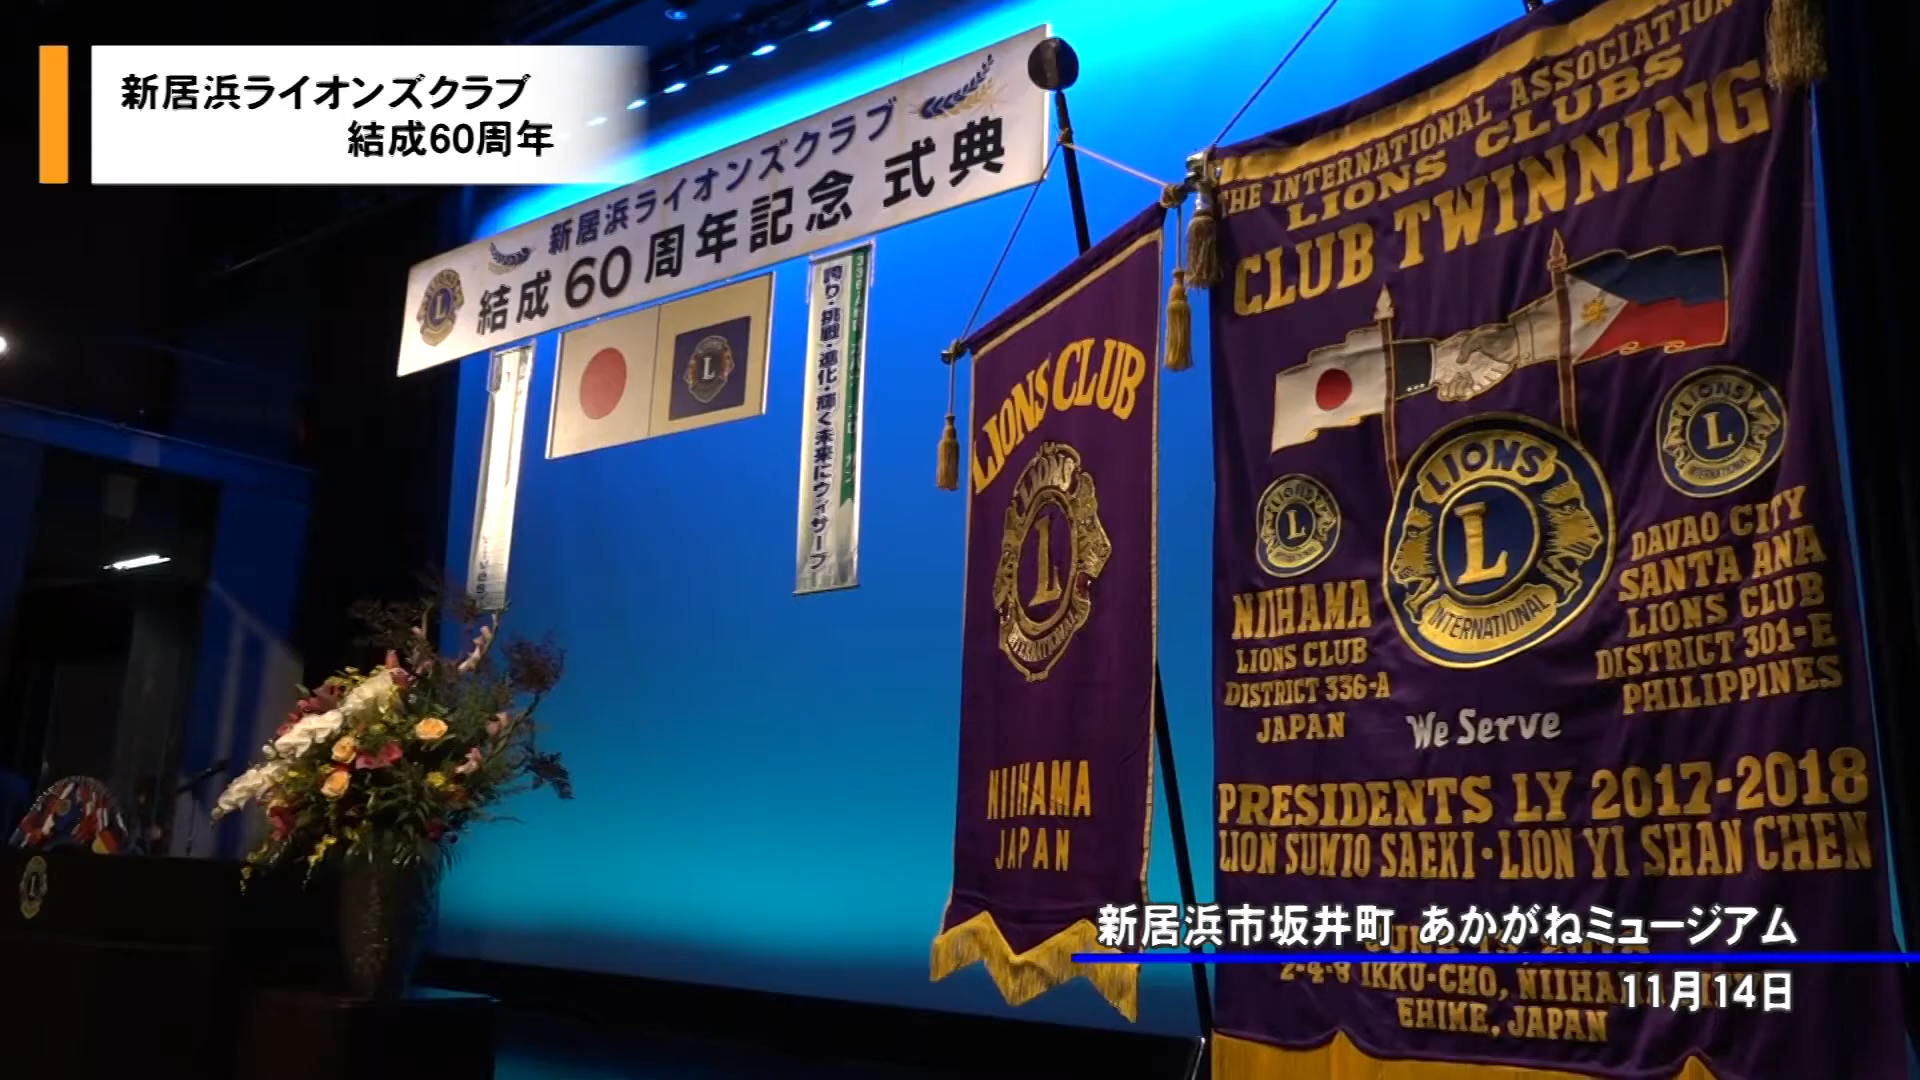 新居浜ライオンズクラブ
結成60周年
新居浜ライオンズクラブ
結成60周年記念 式典
誇り・挑戦・進化・輝く未来にウィサーブ
LIONS CLUB
LIONS
L
INTERNATIONAL
NIIHAMA
JAPAN
THE INTERNATIONAL ASSOCIATION
LIONS CLUBS
CLUB TWINNING
LIONS
L
INTERNATIONAL
NIIHAMA
LIONS CLUB
DISTRICT 336-A
JAPAN
DAVAO CITY
SANTA ANA
LIONS CLUB
DISTRICT 301-E
PHILIPPINES
We Serve
PRESIDENTS LY 2017-2018
LION SUMIO SAEKI・LION YI SHAN CHEN
2-4-8 IKKU-CHO, NIIHAMA
EHIME, JAPAN
新居浜市坂井町 あかがねミュージアム
11月14日